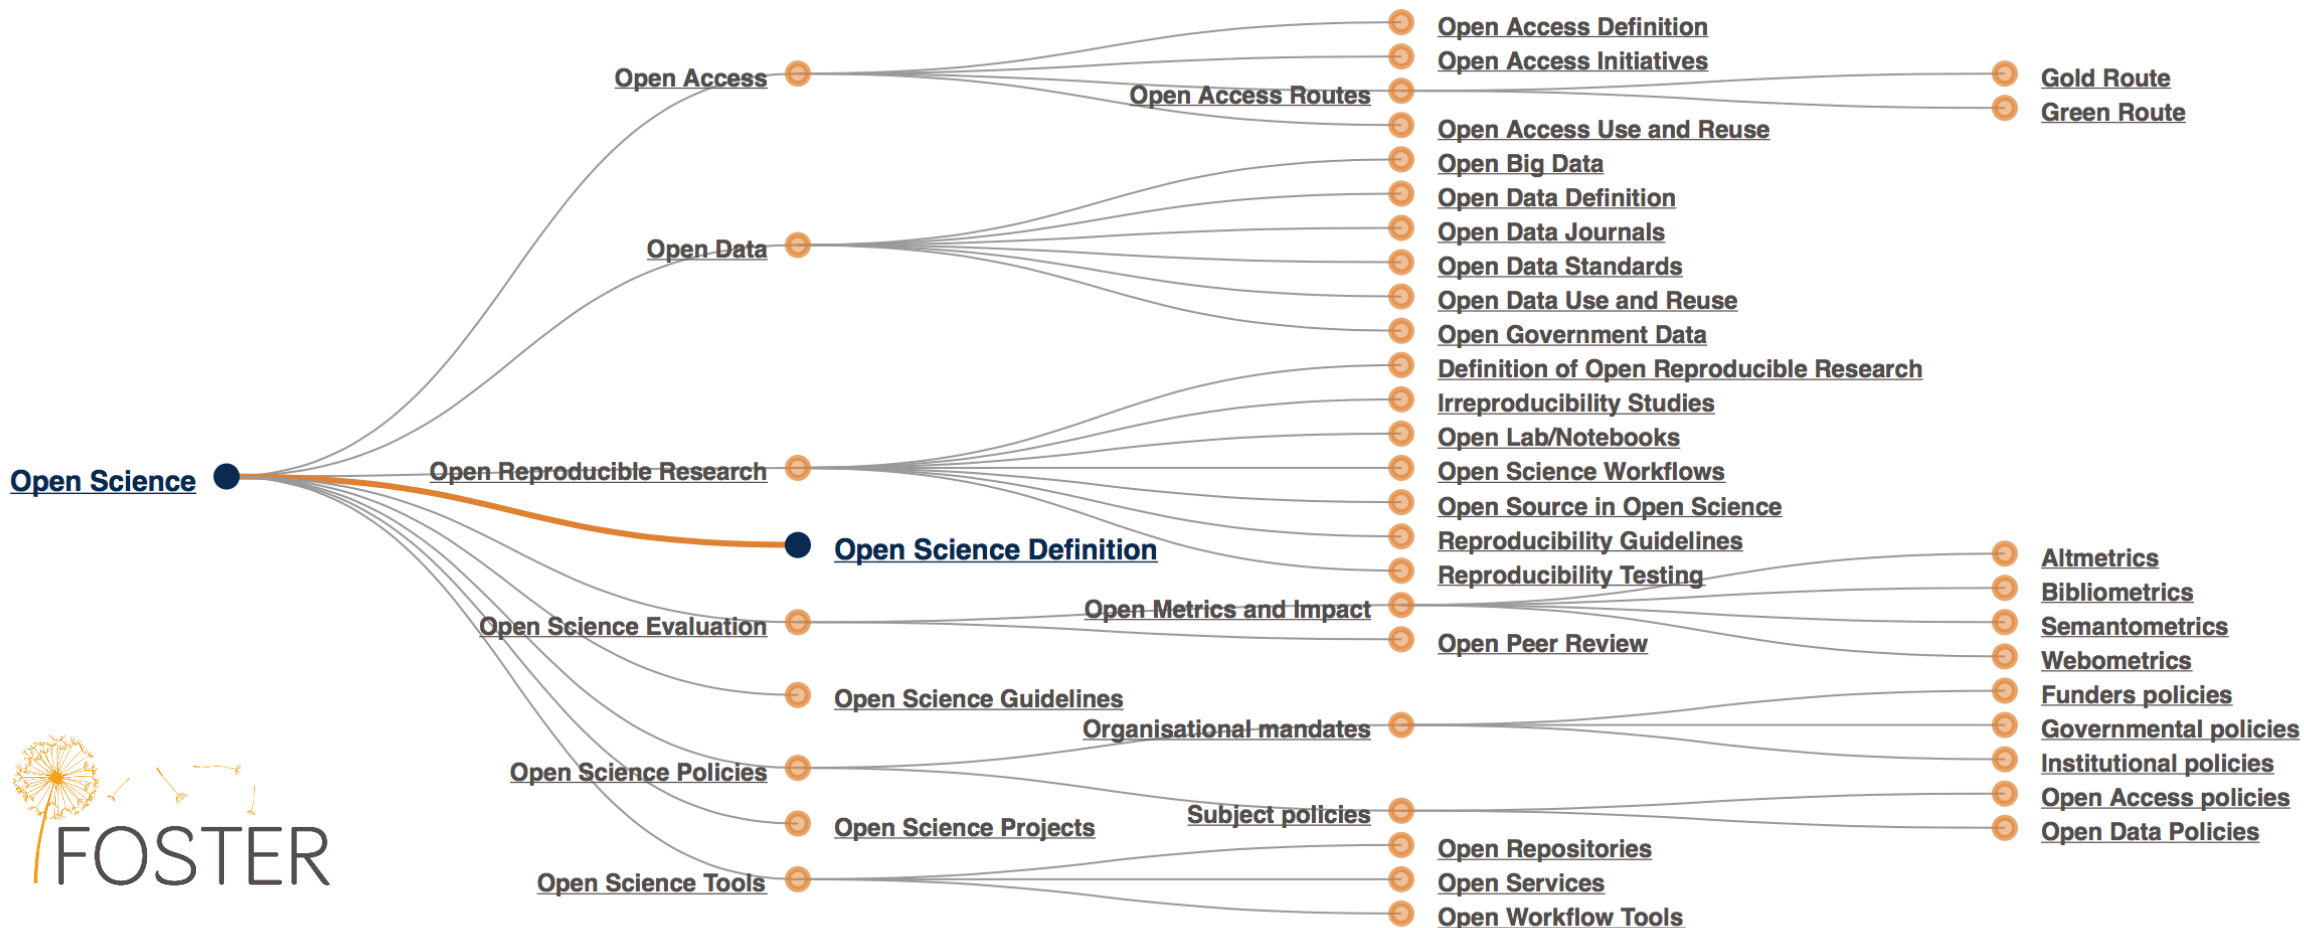 Open Science
Open Access
Open Access Definition
Open Access Initiatives
Open Access Routes
Gold Route
Green Route
Open Access Use and Reuse
Open Data
Open Big Data
Open Data Definition
Open Data Journals
Open Data Standards
Open Data Use and Reuse
Open Government Data
Open Reproducible Research
Definition of Open Reproducible Research
Irreproducibility Studies
Open Lab/Notebooks
Open Science Workflows
Open Source in Open Science
Reproducibility Guidelines
Reproducibility Testing
Open Science Definition
Open Science Evaluation
Open Metrics and Impact
Altmetrics
Bibliometrics
Semantometrics
Webometrics
Open Peer Review
Open Science Guidelines
Open Science Policies
Organisational mandates
Funders policies
Governmental policies
Institutional policies
Subject policies
Open Access policies
Open Data Policies
Open Science Projects
Open Science Tools
Open Repositories
Open Services
Open Workflow Tools
FOSTER